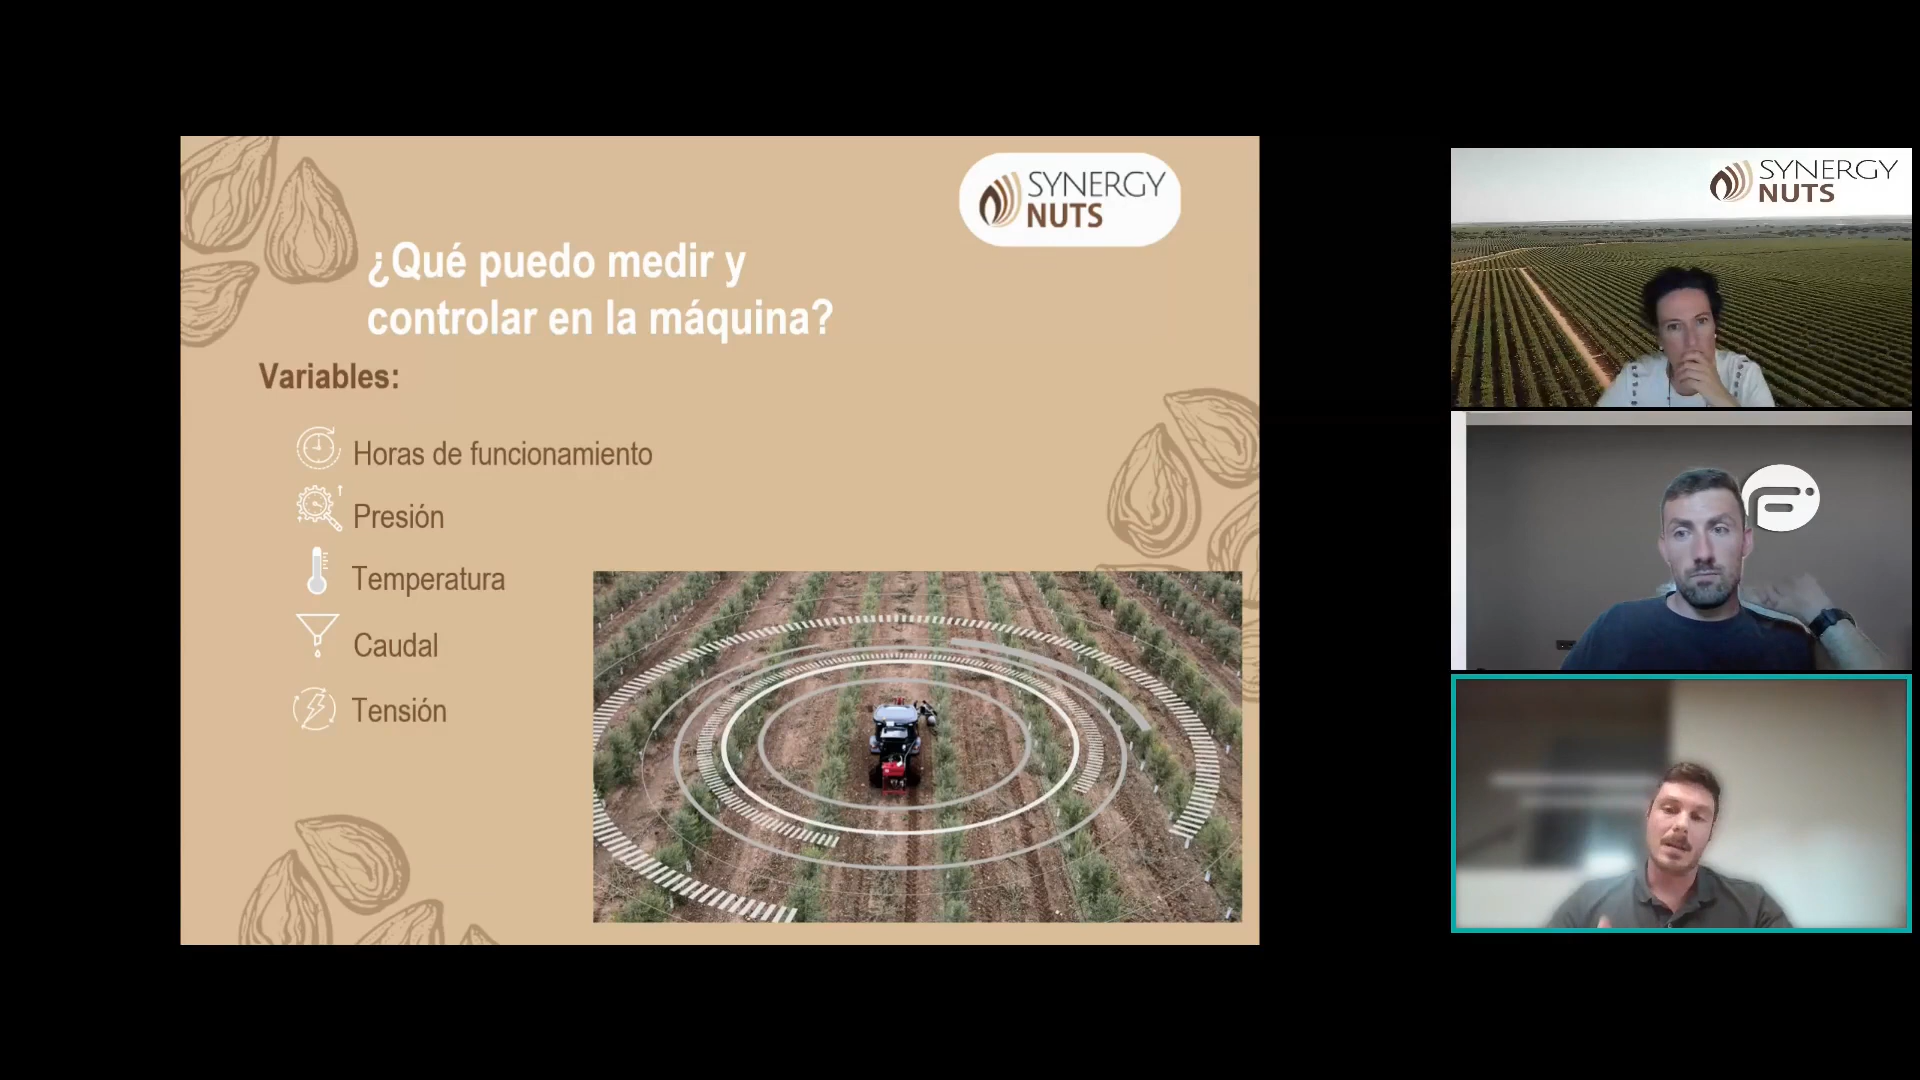 SYNERGY
NUTS
¿Qué puedo medir y
controlar en la máquina?
Variables:
Horas de funcionamiento
Presión
Temperatura
Caudal
Tensión
SYNERGY
NUTS